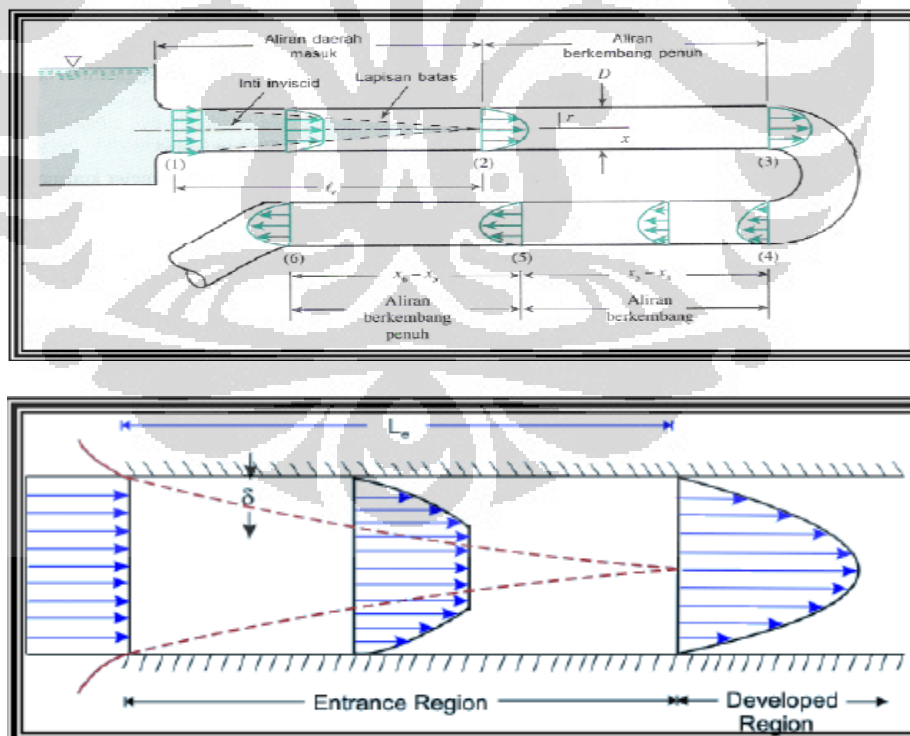 Aliran daerah
masuk
Aliran
berkembang penuh
Inti inviscid
Lapisan batas
D
r
x
(1)
(2)
(3)
ℓe
(6)
(5)
(4)
Aliran
berkembang
penuh
Aliran
berkembang
Le
δ
Entrance Region
Developed
Region